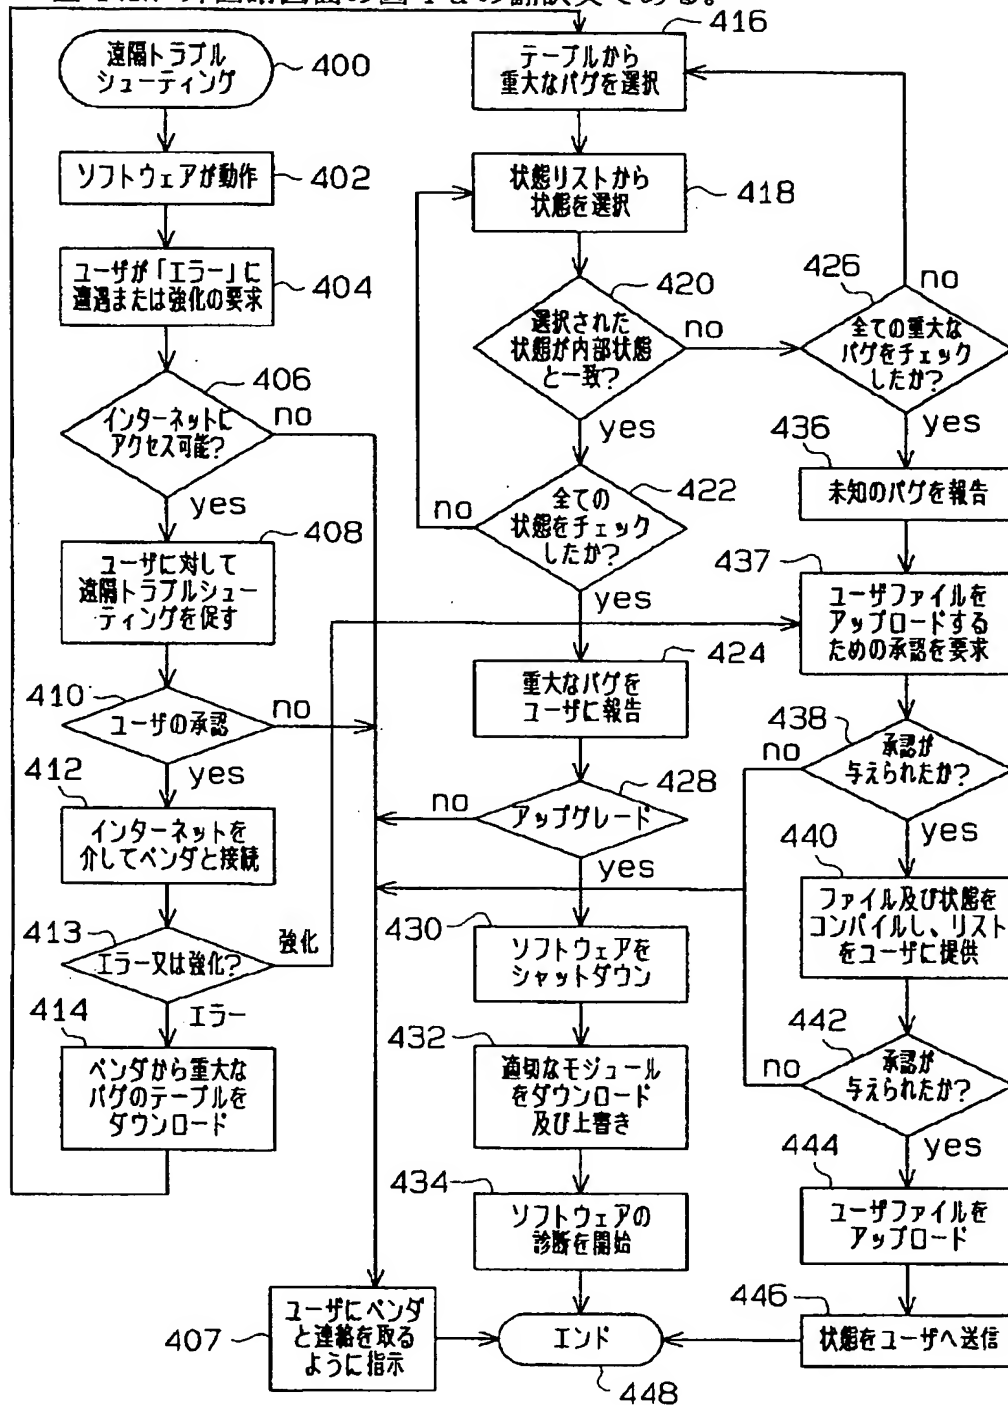 遠隔トラブル
シューティング
400
ソフトウェアが動作
402
ユーザが「エラー」に
遭遇または強化の要求
404
406
インターネットに
アクセス可能?
no
yes
408
ユーザに対して
遠隔トラブルシュー
ティングを促す
410
ユーザの承認
no
yes
412
インターネットを
介してベンダと接続
413
エラー又は強化?
強化
エラー
414
ベンダから重大な
バグのテーブルを
ダウンロード
416
テーブルから
重大なバグを選択
状態リストから
状態を選択
418
420
選択された
状態が内部状態
と一致?
no
yes
422
全ての
状態をチェック
したか?
no
yes
424
重大なバグを
ユーザに報告
428
アップグレード
no
yes
430
ソフトウェアを
シャットダウン
432
適切なモジュール
をダウンロード
及び上書き
434
ソフトウェアの
診断を開始
407
ユーザにベンダ
と連絡を取る
ように指示
エンド
448
426
no
全ての重大な
バグをチェック
したか?
yes
436
未知のバグを報告
437
ユーザファイルを
アップロードする
ための承認を要求
438
no
承認が
与えられたか?
yes
440
ファイル及び状態を
コンパイルし、リスト
をユーザに提供
442
no
承認が
与えられたか?
yes
444
ユーザファイルを
アップロード
446
状態をユーザへ送信